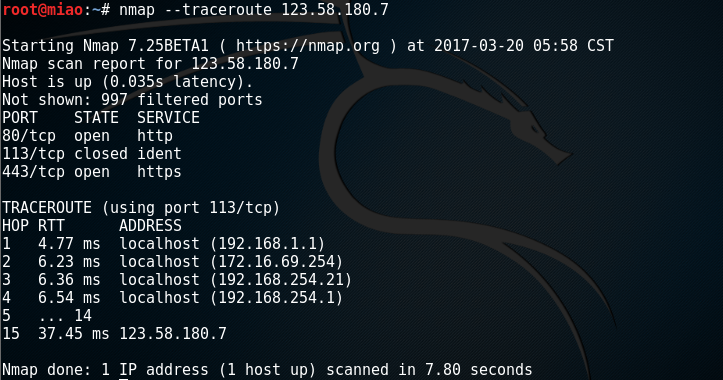 root@miao:~# nmap --traceroute 123.58.180.7
Starting Nmap 7.25BETA1 ( https://nmap.org ) at 2017-03-20 05:58 CST
Nmap scan report for 123.58.180.7
Host is up (0.035s latency).
Not shown: 997 filtered ports
PORT    STATE  SERVICE
80/tcp  open   http
113/tcp closed ident
443/tcp open   https
TRACEROUTE (using port 113/tcp)
HOP RTT      ADDRESS
1   4.77 ms  localhost (192.168.1.1)
2   6.23 ms  localhost (172.16.69.254)
3   6.36 ms  localhost (192.168.254.21)
4   6.54 ms  localhost (192.168.254.1)
5   ... 14
15  37.45 ms 123.58.180.7
Nmap done: 1 IP address (1 host up) scanned in 7.80 seconds